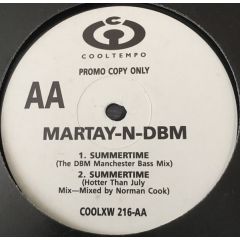 C
COOLTEMPO
PROMO COPY ONLY
AA
MARTAY-N-DBM
1. SUMMERTIME
(The DBM Manchester Bass Mix)
2. SUMMERTIME
(Hotter Than July
Mix—Mixed by Norman Cook)
COOLXW 216-AA